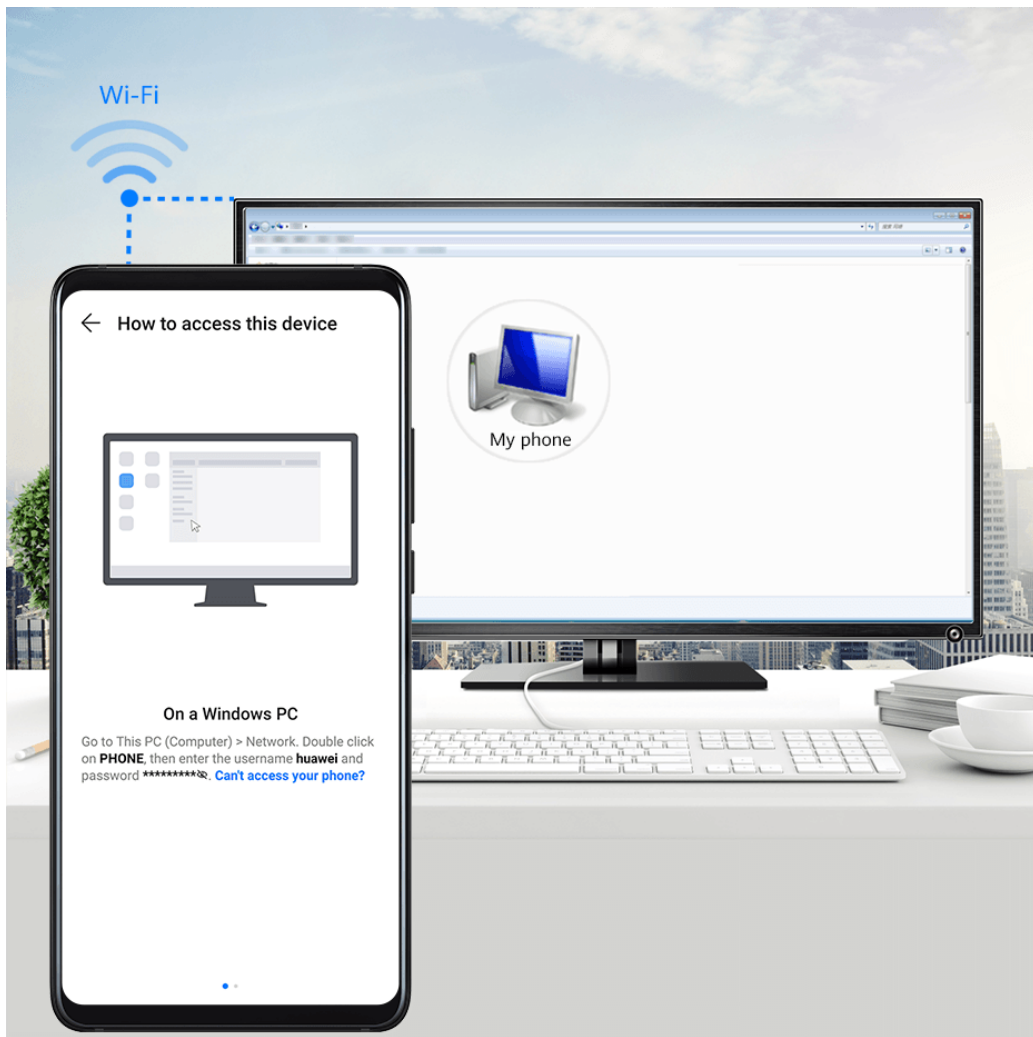 Wi-Fi
How to access this device
My phone
On a Windows PC
Go to This PC (Computer) > Network. Double click
on PHONE, then enter the username huawei and
password *********. Can't access your phone?